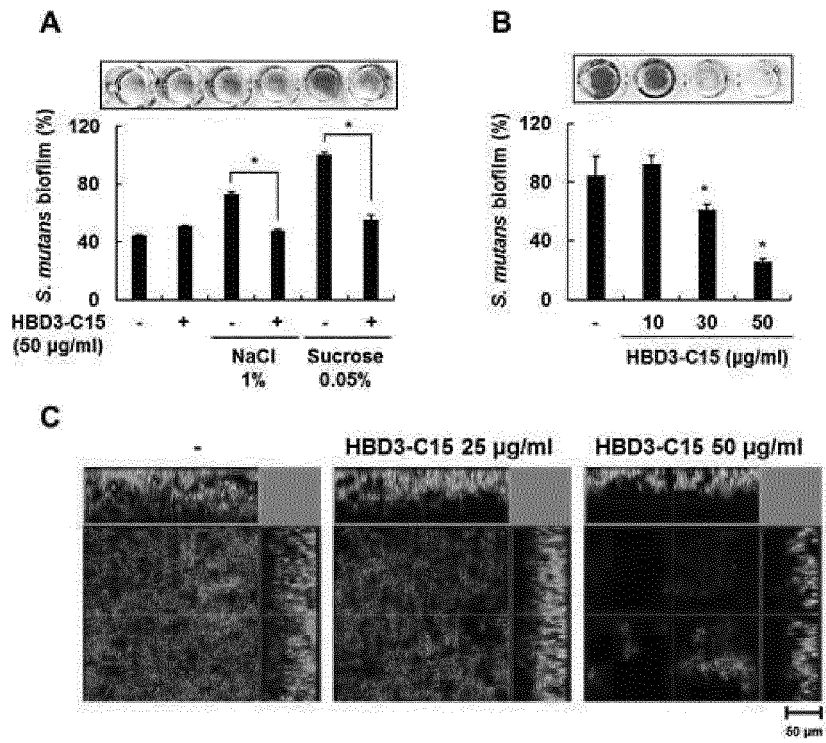 A
120
80
40
0
S. mutans biofilm (%)
* *
HBD3-C15 - + - + - +
(50 µg/ml)
NaCl Sucrose
1% 0.05%
B
120
80
40
0
S. mutans biofilm (%)
*
*
- 10 30 50
HBD3-C15 (µg/ml)
C
- HBD3-C15 25 µg/ml HBD3-C15 50 µg/ml
50 µm